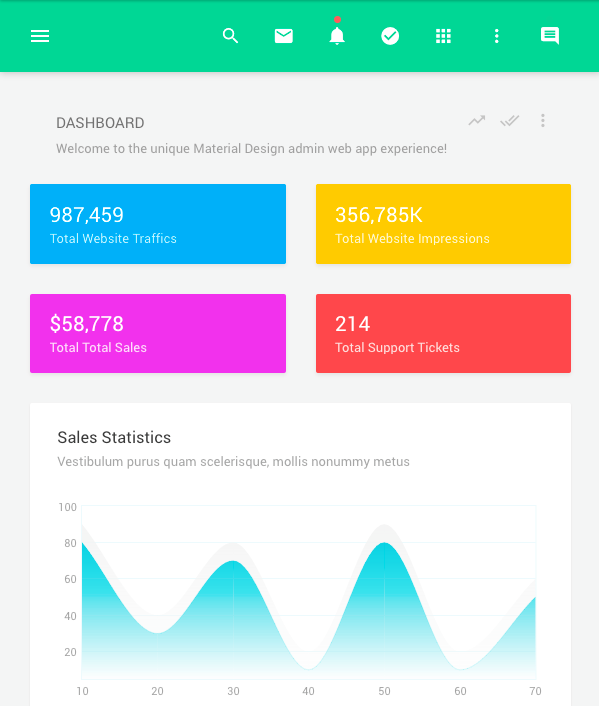 DASHBOARD
Welcome to the unique Material Design admin web app experience!
987,459
Total Website Traffics
356,785K
Total Website Impressions
$58,778
Total Total Sales
214
Total Support Tickets
Sales Statistics
Vestibulum purus quam scelerisque, mollis nonummy metus
100
80
60
40
20
10 20 30 40 50 60 70